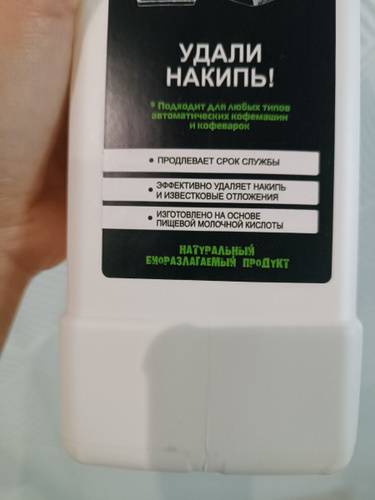 УДАЛИ
НАКИПЬ!
* Подходит для любых типов
автоматических кофемашин
и кофеварок
• ПРОДЛЕВАЕТ СРОК СЛУЖБЫ
• ЭФФЕКТИВНО УДАЛЯЕТ НАКИПЬ
И ИЗВЕСТКОВЫЕ ОТЛОЖЕНИЯ
• ИЗГОТОВЛЕНО НА ОСНОВЕ
ПИЩЕВОЙ МОЛОЧНОЙ КИСЛОТЫ
НАТУРАЛЬНЫЙ
БИОРАЗЛАГАЕМЫЙ ПРОДУКТ